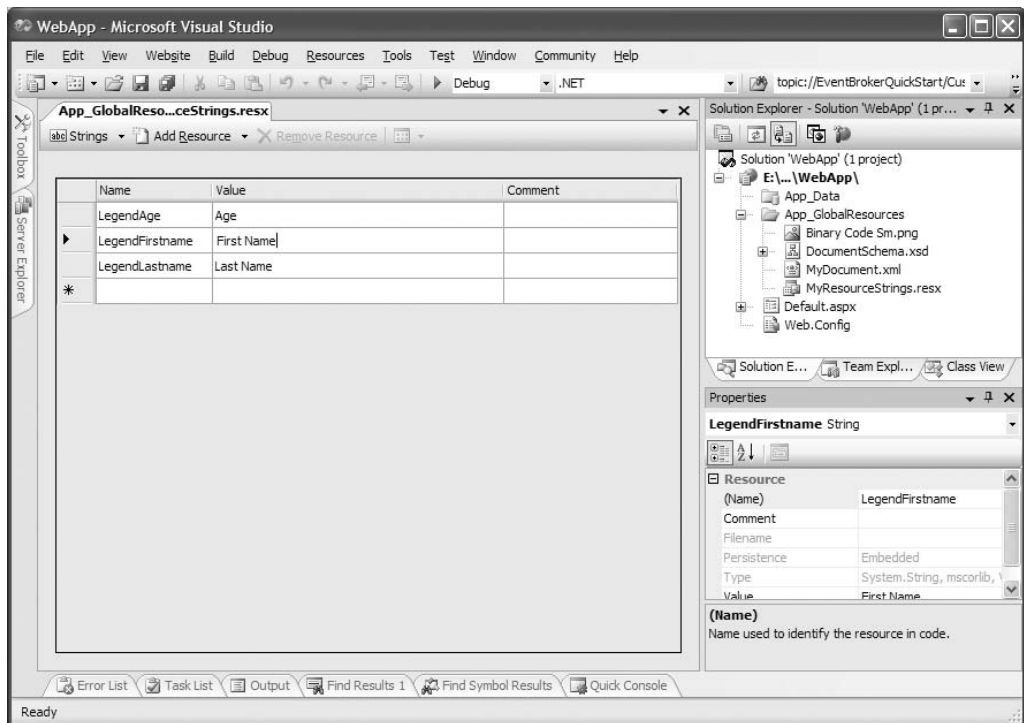 WebApp - Microsoft Visual Studio
File Edit View Website Build Debug Resources Tools Test Window Community Help
Debug .NET topic://EventBrokerQuickStart/Cus
App_GlobalReso...ceStrings.resx
abc Strings Add Resource Remove Resource
Toolbox
Server Explorer
Name Value Comment
LegendAge Age
LegendFirstname First Name
LegendLastname Last Name
Solution Explorer - Solution 'WebApp' (1 pr...
Solution 'WebApp' (1 project)
E:\...\WebApp\
App_Data
App_GlobalResources
Binary Code Sm.png
DocumentSchema.xsd
MyDocument.xml
MyResourceStrings.resx
Default.aspx
Web.Config
Solution E... Team Expl... Class View
Properties
LegendFirstname String
Resource
(Name) LegendFirstname
Comment
Filename
Persistence Embedded
Type System.String, mscorlib,
Value First Name
(Name)
Name used to identify the resource in code.
Error List Task List Output Find Results 1 Find Symbol Results Quick Console
Ready